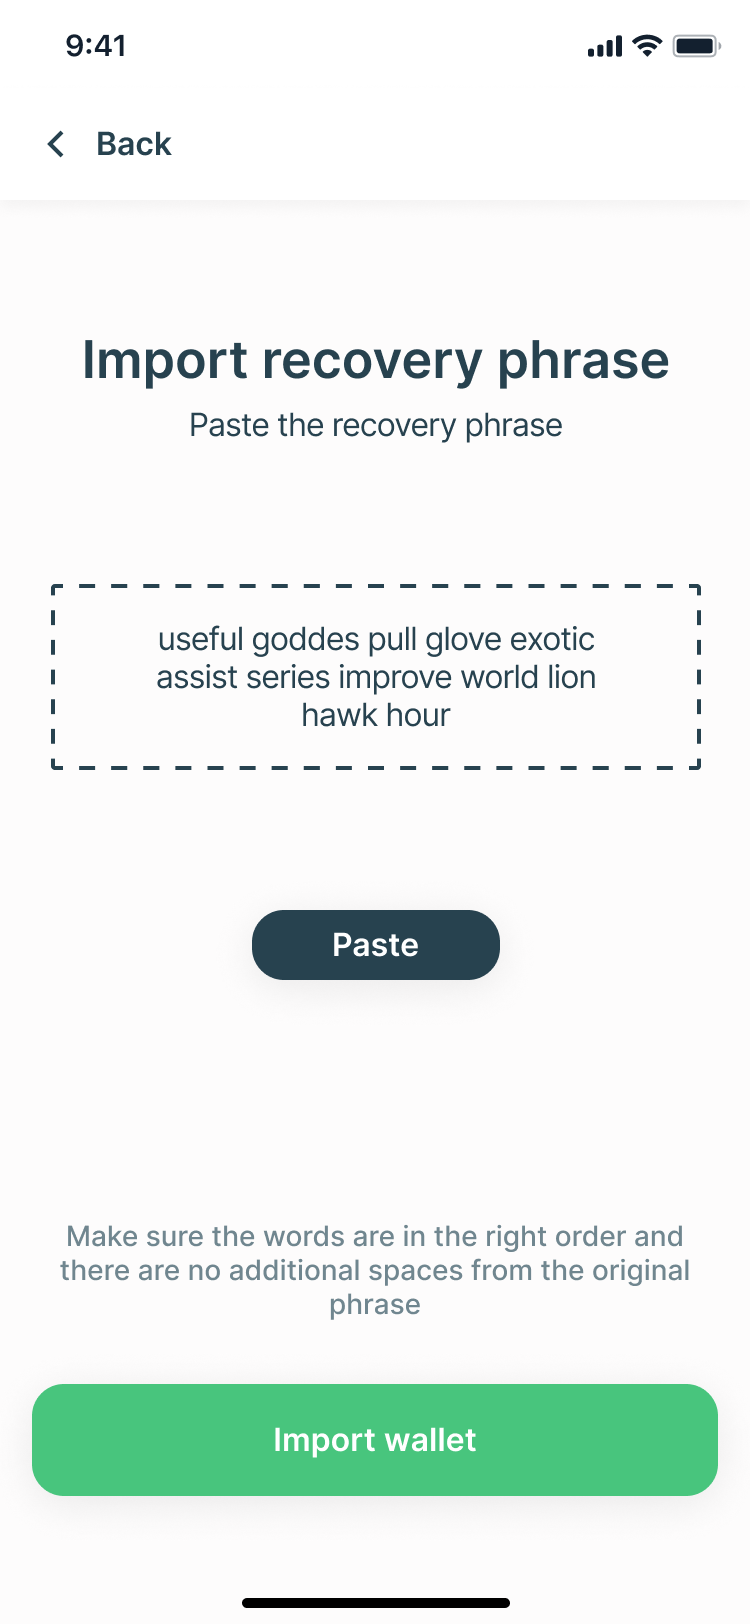 9:41
Back
Import recovery phrase
Paste the recovery phrase
useful goddes pull glove exotic
assist series improve world lion
hawk hour
Paste
Make sure the words are in the right order and
there are no additional spaces from the original
phrase
Import wallet